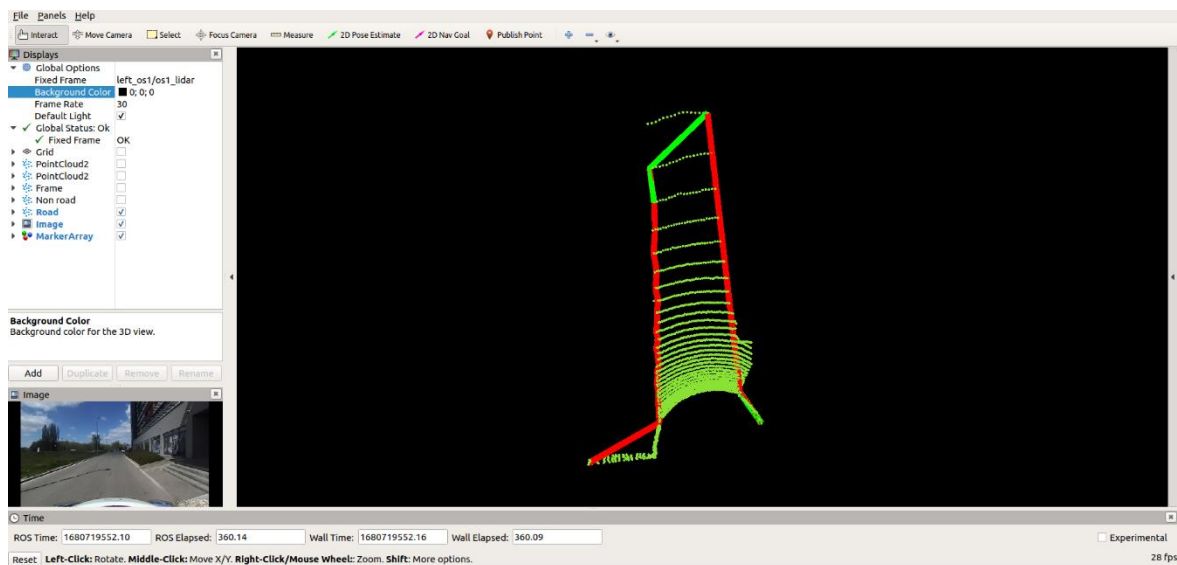 File Panels Help
Interact Move Camera Select Focus Camera Measure 2D Pose Estimate 2D Nav Goal Publish Point
Displays
Global Options
Fixed Frame left_os1/os1_lidar
Background Color 0; 0; 0
Frame Rate 30
Default Light
Global Status: Ok
Fixed Frame OK
Grid
PointCloud2
PointCloud2
Frame
Non road
Road
Image
MarkerArray
Background Color
Background color for the 3D view.
Add Duplicate Remove Rename
Image
Time
ROS Time: 1680719552.10 ROS Elapsed: 360.14 Wall Time: 1680719552.16 Wall Elapsed: 360.09 Experimental
Reset Left-Click: Rotate. Middle-Click: Move X/Y. Right-Click/Mouse Wheel:: Zoom. Shift: More options. 28 fps